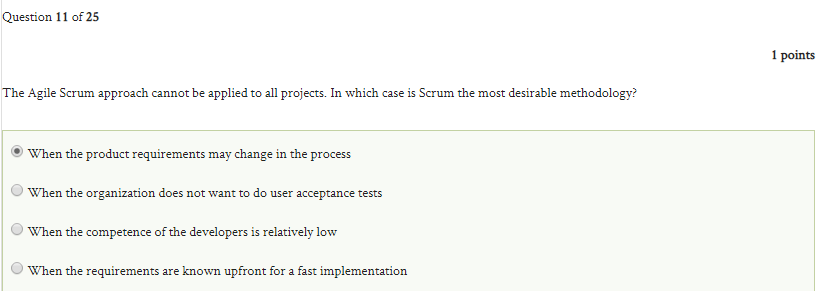 Question 11 of 25
1 points
The Agile Scrum approach cannot be applied to all projects. In which case is Scrum the most desirable methodology?
When the product requirements may change in the process
When the organization does not want to do user acceptance tests
When the competence of the developers is relatively low
When the requirements are known upfront for a fast implementation